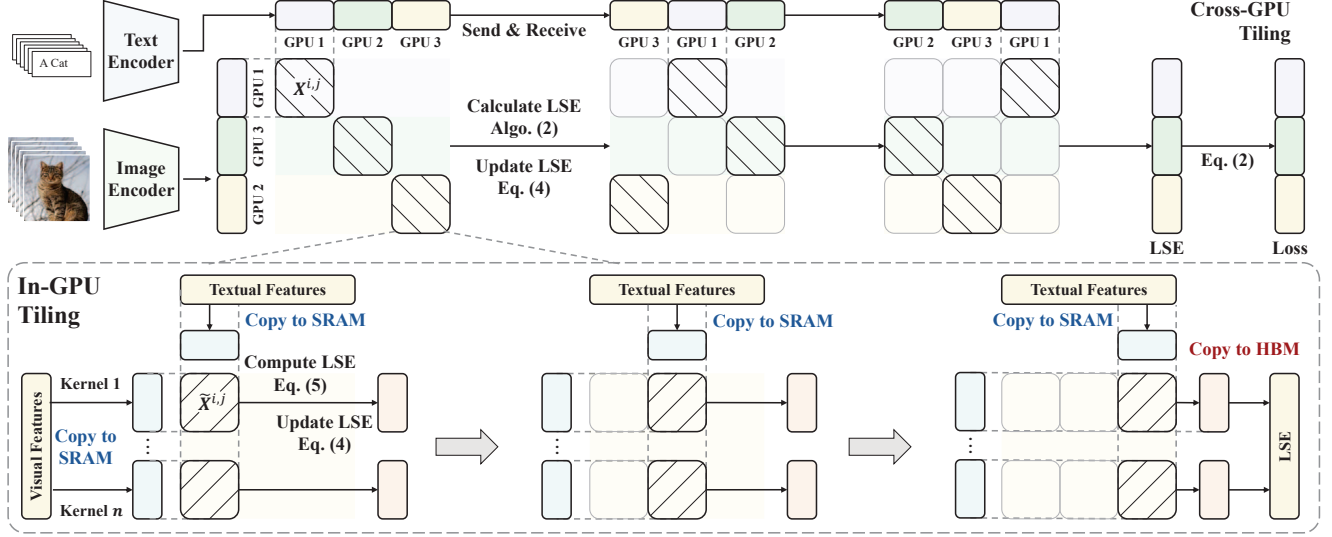 Cross-GPU
Tiling
Text
Encoder
A Cat
GPU 1
GPU 2
GPU 3
Send & Receive
GPU 3
GPU 1
GPU 2
GPU 2
GPU 3
GPU 1
Image
Encoder
GPU 1
GPU 3
GPU 2
X^{i,j}
Calculate LSE
Algo. (2)
Update LSE
Eq. (4)
Eq. (2)
LSE
Loss
In-GPU
Tiling
Textual Features
Copy to SRAM
Visual Features
Kernel 1
Copy to
SRAM
Kernel n
X̃^{i,j}
Compute LSE
Eq. (5)
Update LSE
Eq. (4)
Textual Features
Copy to SRAM
Textual Features
Copy to SRAM
Copy to HBM
LSE